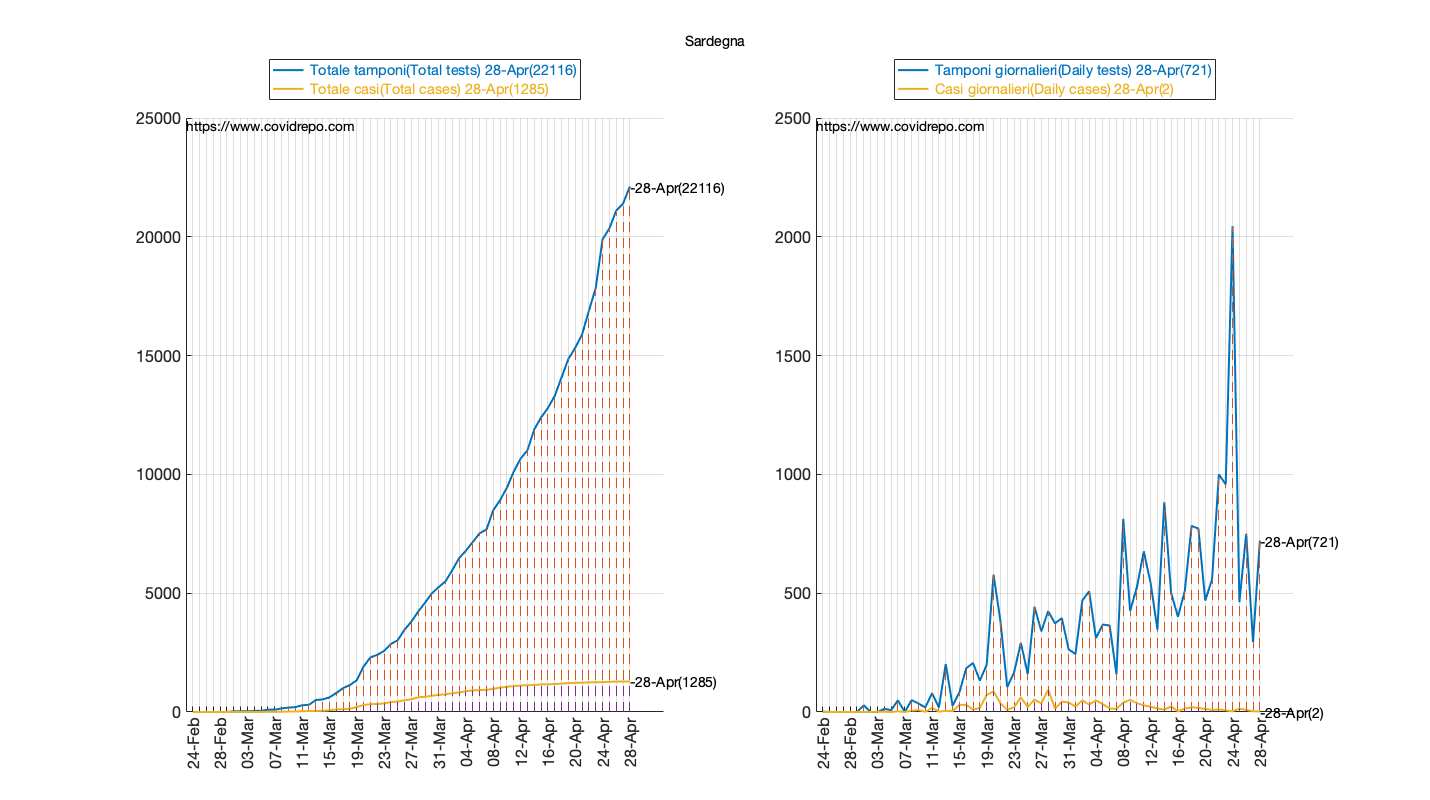 Sardegna
Totale tamponi(Total tests) 28-Apr(22116)
Totale casi(Total cases) 28-Apr(1285)
25000
https://www.covidrepo.com
-28-Apr(22116)
20000
15000
10000
5000
-28-Apr(1285)
0
24-Feb
28-Feb
03-Mar
07-Mar
11-Mar
15-Mar
19-Mar
23-Mar
27-Mar
31-Mar
04-Apr
08-Apr
12-Apr
16-Apr
20-Apr
24-Apr
28-Apr
Tamponi giornalieri(Daily tests) 28-Apr(721)
Casi giornalieri(Daily cases) 28-Apr(2)
2500
https://www.covidrepo.com
2000
1500
1000
-28-Apr(721)
500
0
-28-Apr(2)
24-Feb
28-Feb
03-Mar
07-Mar
11-Mar
15-Mar
19-Mar
23-Mar
27-Mar
31-Mar
04-Apr
08-Apr
12-Apr
16-Apr
20-Apr
24-Apr
28-Apr